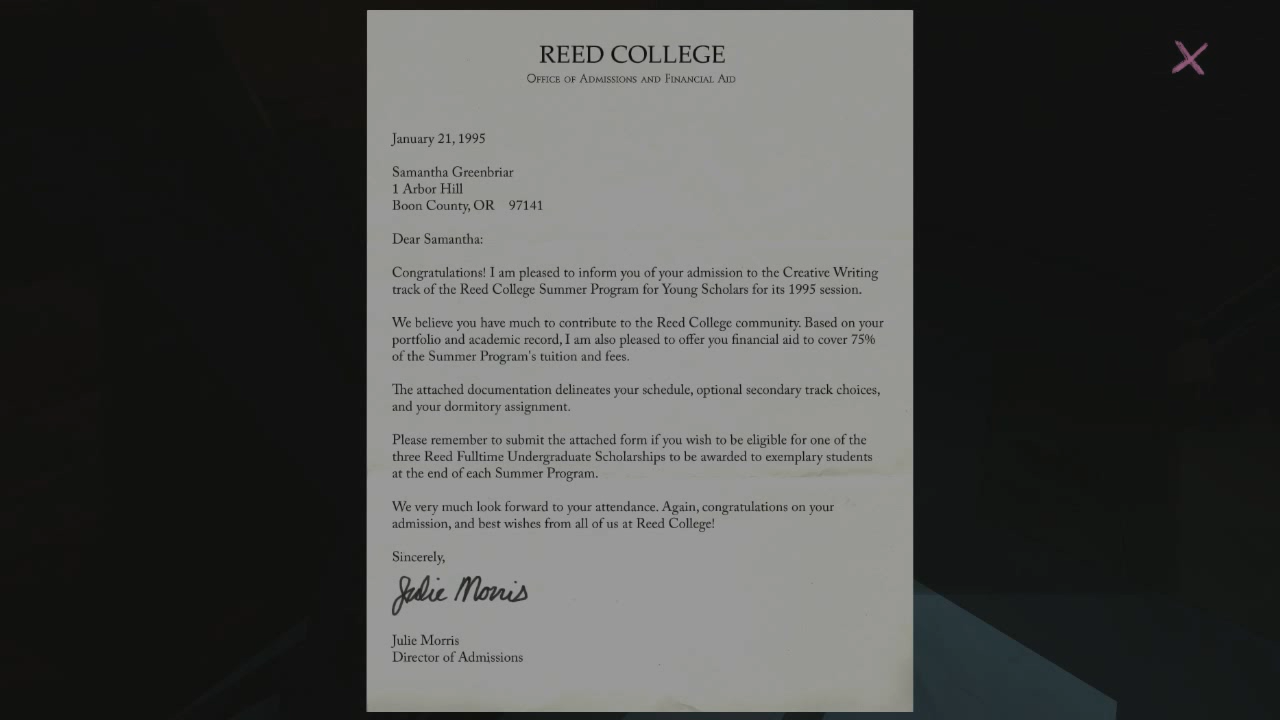 REED COLLEGE
Office of Admissions and Financial Aid
January 21, 1995
Samantha Greenbriar
1 Arbor Hill
Boon County, OR 97141
Dear Samantha:
Congratulations! I am pleased to inform you of your admission to the Creative Writing
track of the Reed College Summer Program for Young Scholars for its 1995 session.
We believe you have much to contribute to the Reed College community. Based on your
portfolio and academic record, I am also pleased to offer you financial aid to cover 75%
of the Summer Program's tuition and fees.
The attached documentation delineates your schedule, optional secondary track choices,
and your dormitory assignment.
Please remember to submit the attached form if you wish to be eligible for one of the
three Reed Fulltime Undergraduate Scholarships to be awarded to exemplary students
at the end of each Summer Program.
We very much look forward to your attendance. Again, congratulations on your
admission, and best wishes from all of us at Reed College!
Sincerely,
Julie Morris
Julie Morris
Director of Admissions